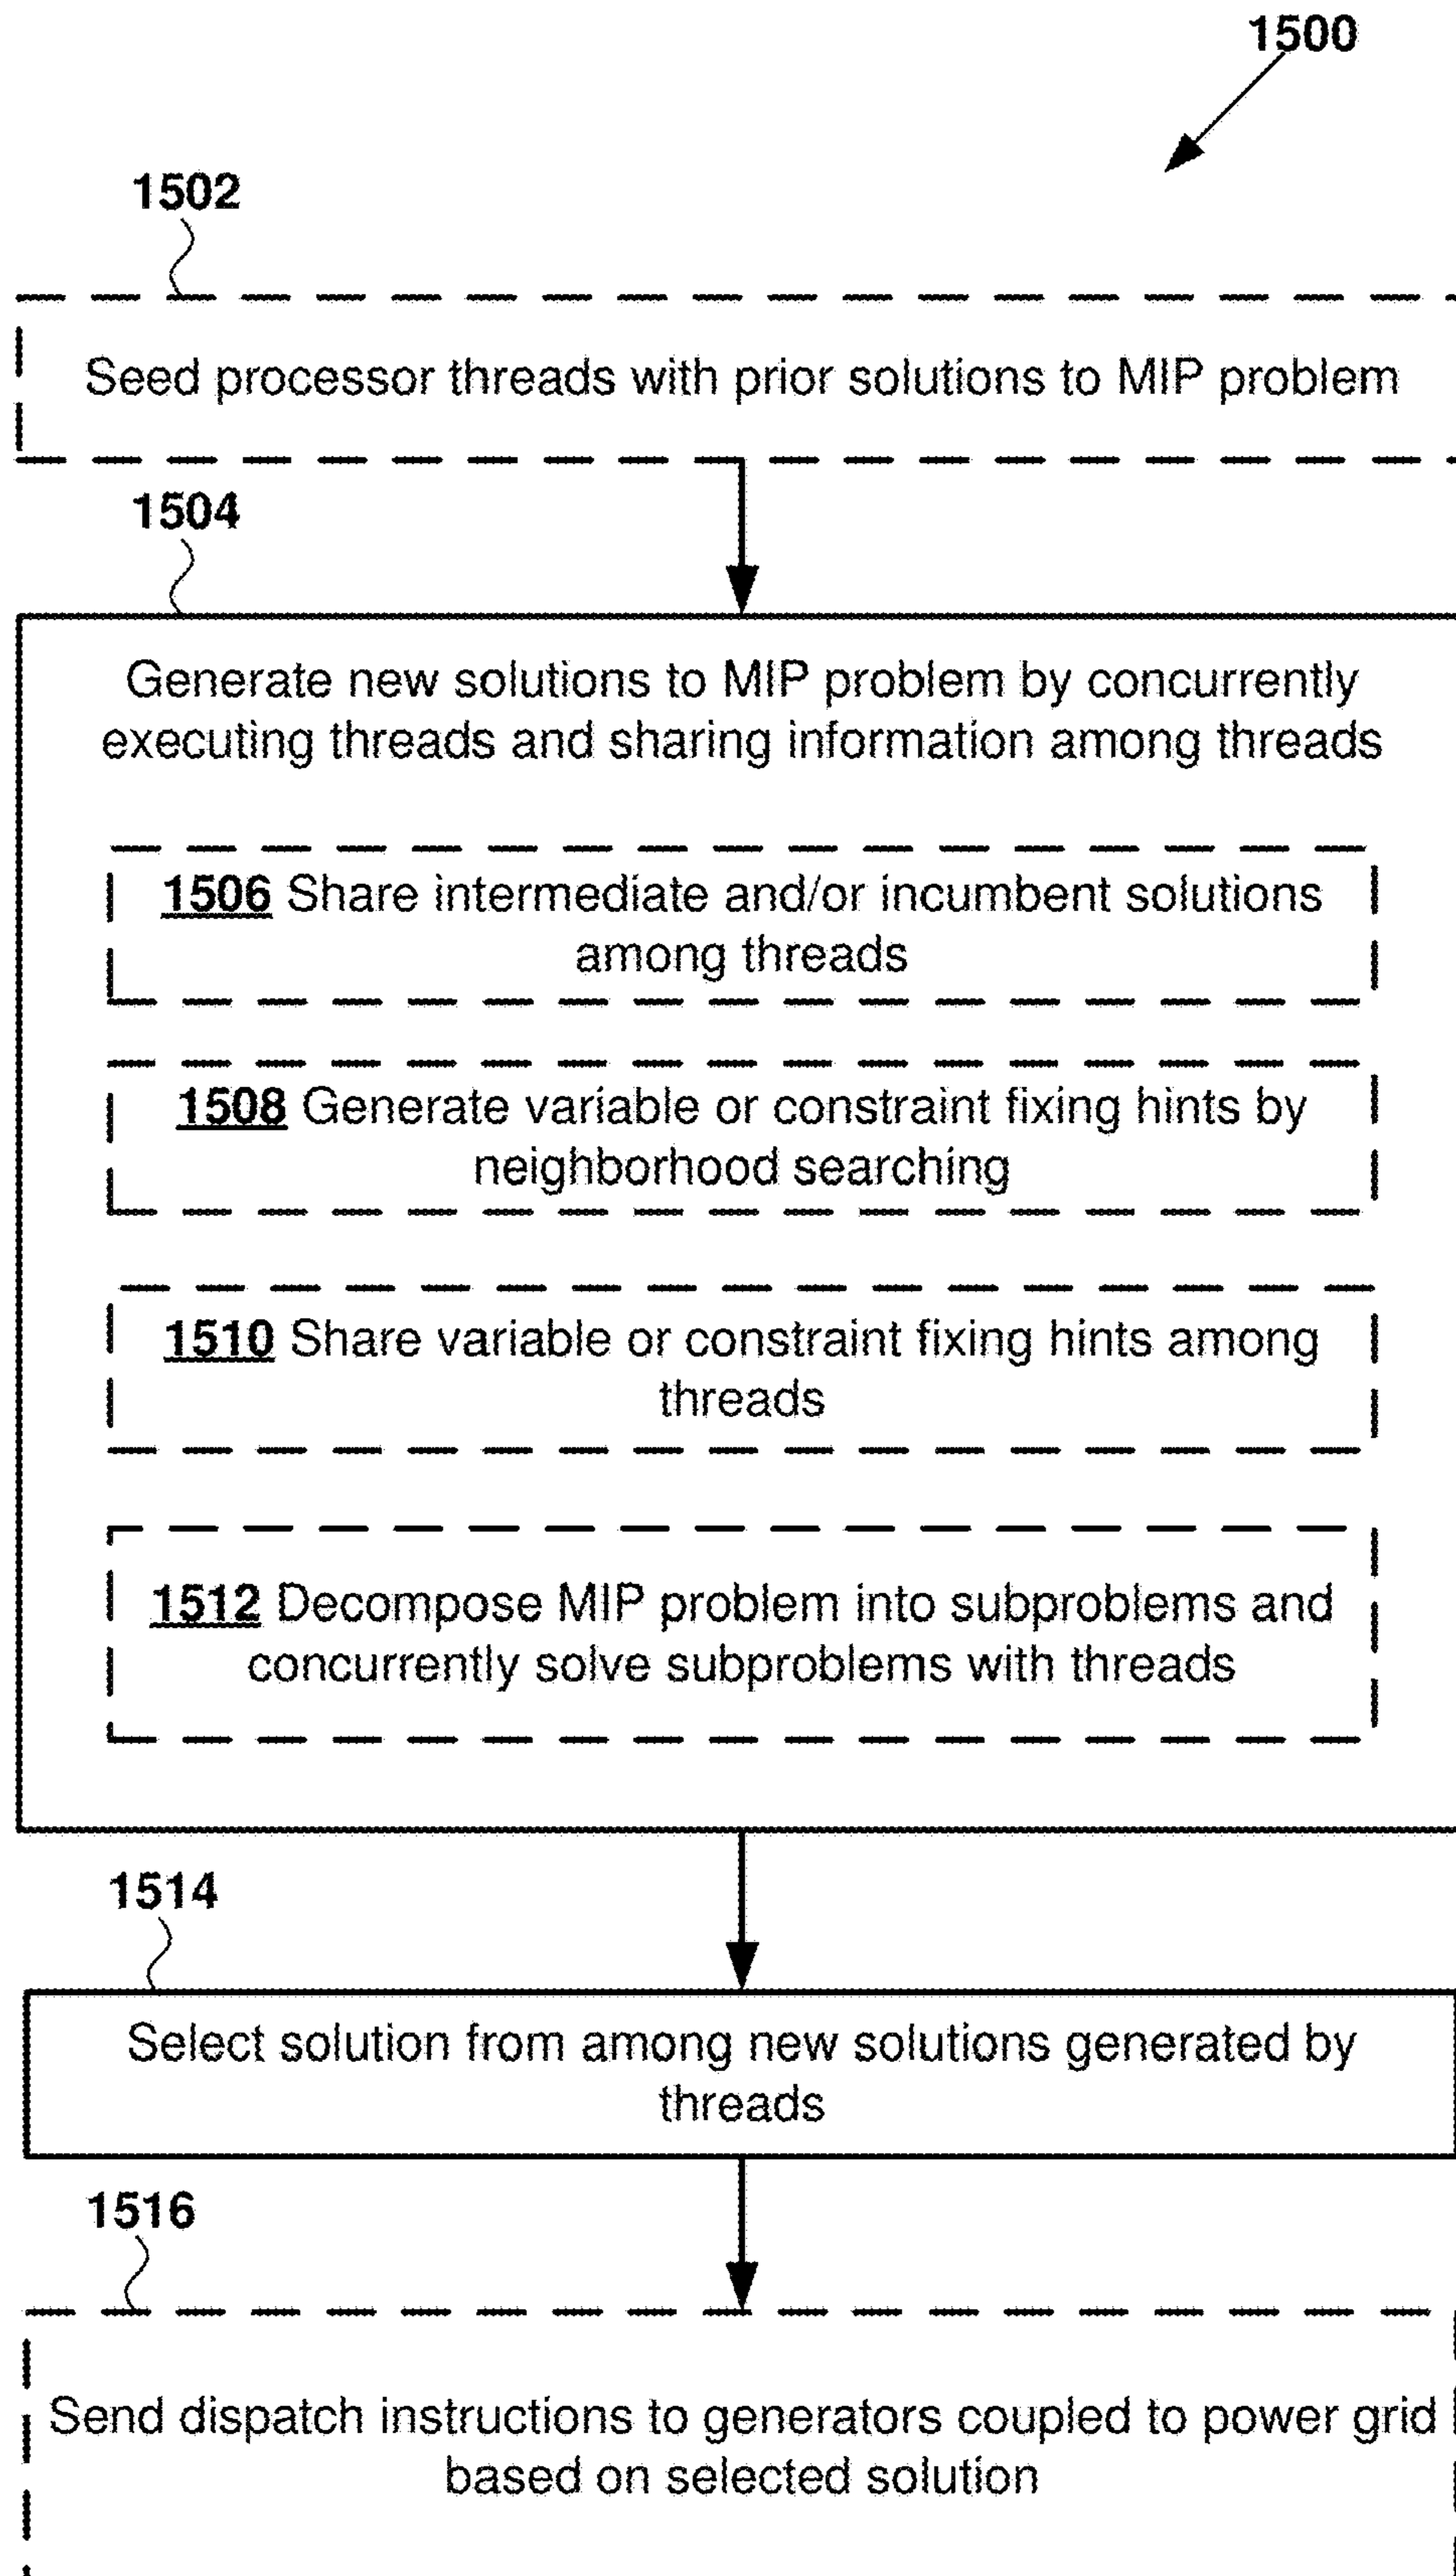 1500
1502
Seed processor threads with prior solutions to MIP problem
1504
Generate new solutions to MIP problem by concurrently
executing threads and sharing information among threads
1506 Share intermediate and/or incumbent solutions
among threads
1508 Generate variable or constraint fixing hints by
neighborhood searching
1510 Share variable or constraint fixing hints among
threads
1512 Decompose MIP problem into subproblems and
concurrently solve subproblems with threads
1514
Select solution from among new solutions generated by
threads
1516
Send dispatch instructions to generators coupled to power grid
based on selected solution